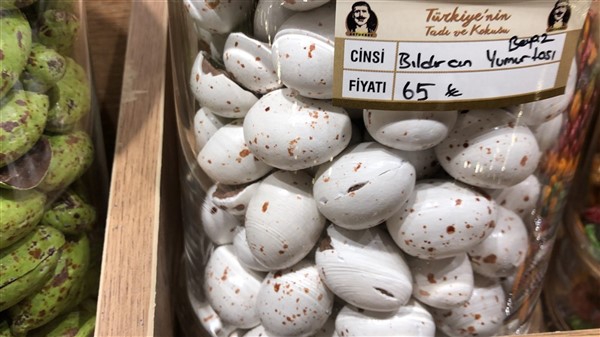 Türkiye'nin
Tadı ve Kokusu
CİNSİ Bıldırcın Beyaz Yumurtası
FİYATI 65 ₺